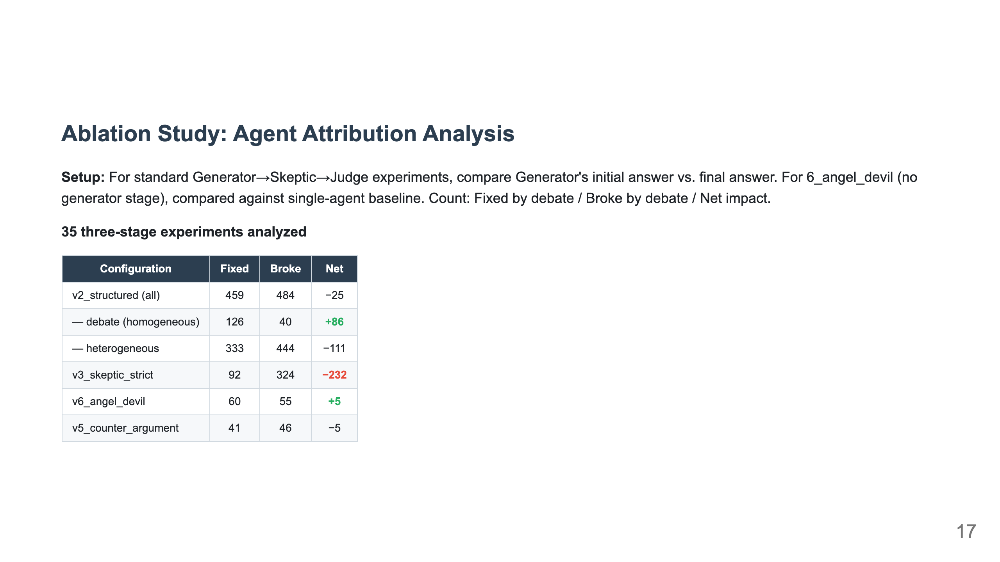 Ablation Study: Agent Attribution Analysis
Setup: For standard Generator→Skeptic→Judge experiments, compare Generator's initial answer vs. final answer. For 6_angel_devil (no
generator stage), compared against single-agent baseline. Count: Fixed by debate / Broke by debate / Net impact.
35 three-stage experiments analyzed
Configuration Fixed Broke Net
v2_structured (all) 459 484 −25
— debate (homogeneous) 126 40 +86
— heterogeneous 333 444 −111
v3_skeptic_strict 92 324 −232
v6_angel_devil 60 55 +5
v5_counter_argument 41 46 −5
17